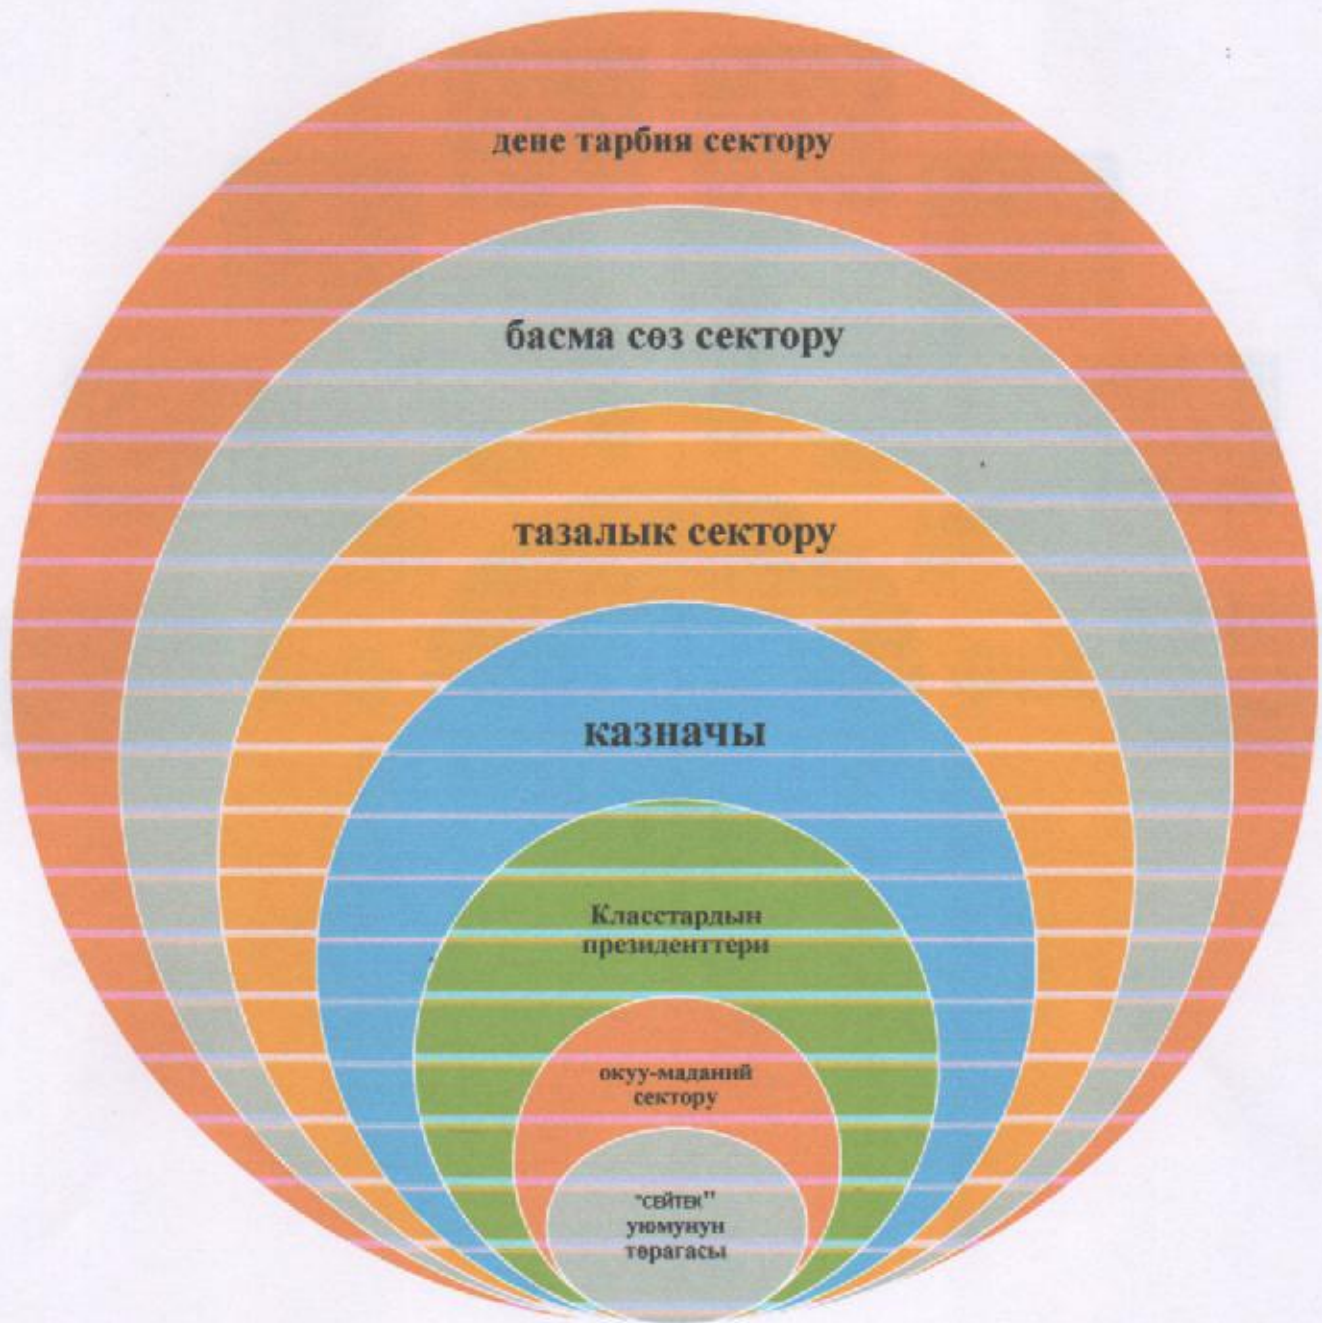 дене тарбия сектору
басма сөз сектору
тазалык сектору
казначы
Класстардын
президенттери
окуу-маданий
сектору
"СЕЙТЕК"
уюмунун
төрагасы